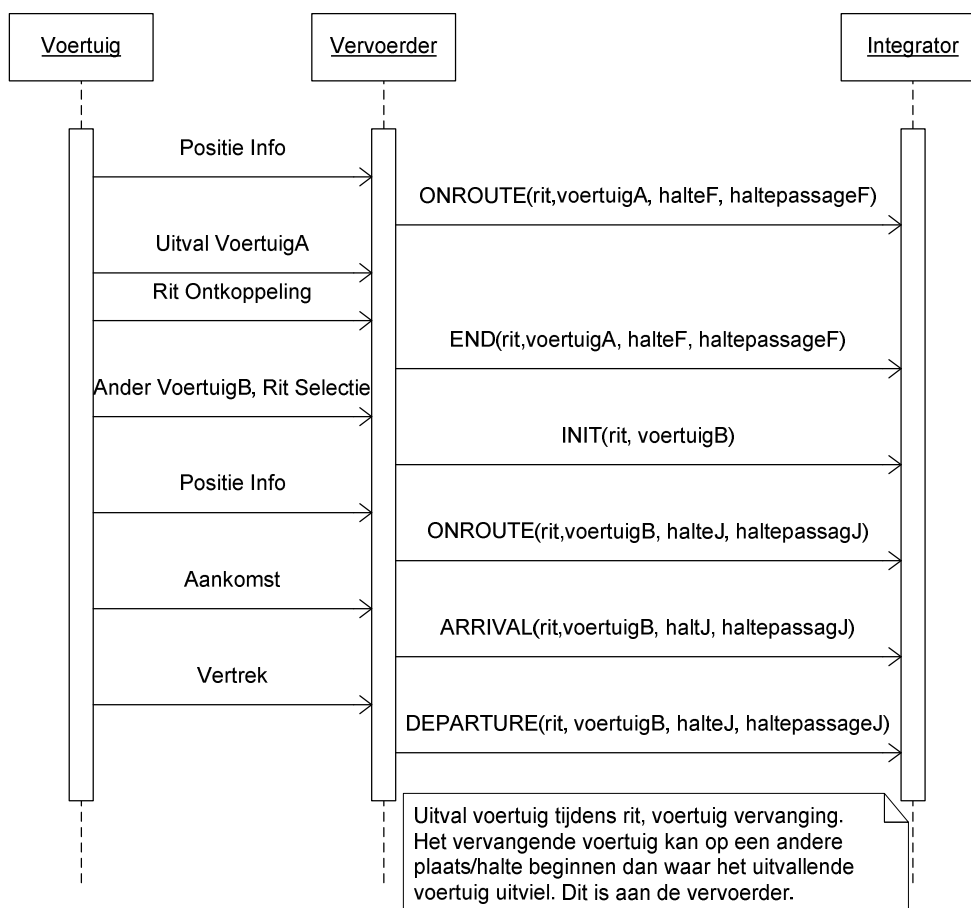 Voertuig
Vervoerder
Integrator
Positie Info
ONROUTE(rit,voertuigA, halteF, haltepassageF)
Uitval VoertuigA
Rit Ontkoppeling
END(rit,voertuigA, halteF, haltepassageF)
Ander VoertuigB, Rit Selectie
INIT(rit, voertuigB)
Positie Info
ONROUTE(rit,voertuigB, halteJ, haltepassagJ)
Aankomst
ARRIVAL(rit,voertuigB, haltJ, haltepassagJ)
Vertrek
DEPARTURE(rit, voertuigB, halteJ, haltepassageJ)
Uitval voertuig tijdens rit, voertuig vervanging.
Het vervangende voertuig kan op een andere
plaats/halte beginnen dan waar het uitvallende
voertuig uitviel. Dit is aan de vervoerder.